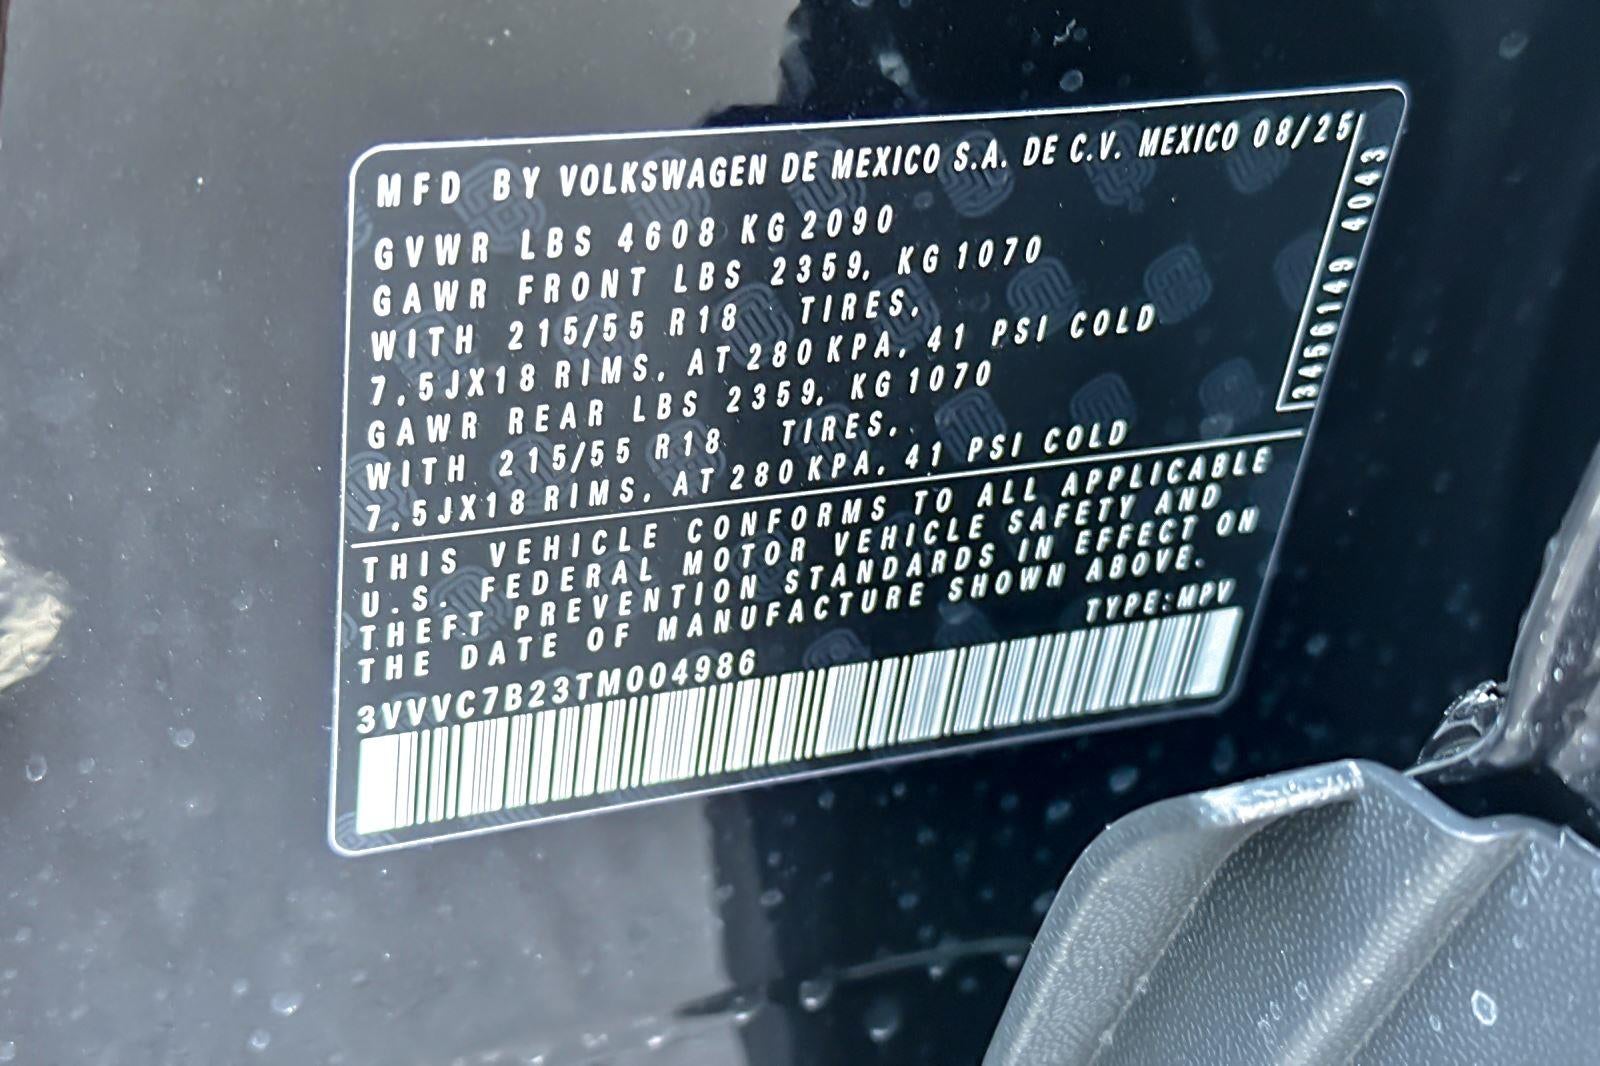 MFD BY VOLKSWAGEN DE MEXICO S.A. DE C.V. MEXICO 08/25
GVWR LBS 4608 KG 2090
GAWR FRONT LBS 2359, KG 1070
WITH 215/55 R18 TIRES,
7,5JX18 RIMS, AT 280 KPA, 41 PSI COLD
GAWR REAR LBS 2359, KG 1070
WITH 215/55 R18 TIRES,
7,5JX18 RIMS, AT 280 KPA, 41 PSI COLD
3456149 4043
THIS VEHICLE CONFORMS TO ALL APPLICABLE
U.S. FEDERAL MOTOR VEHICLE SAFETY AND
THEFT PREVENTION STANDARDS IN EFFECT ON
THE DATE OF MANUFACTURE SHOWN ABOVE.
TYPE:MPV
3VVVC7B23TM004986